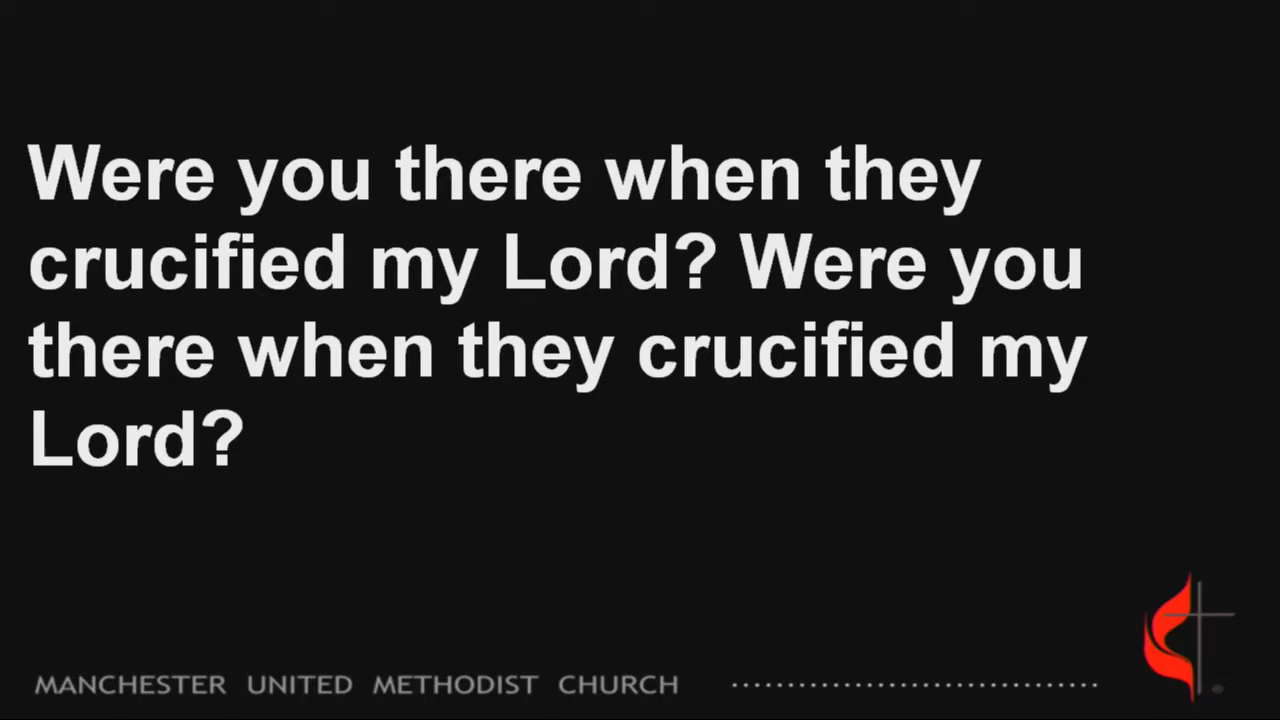 Were you there when they
crucified my Lord? Were you
there when they crucified my
Lord?
MANCHESTER UNITED METHODIST CHURCH